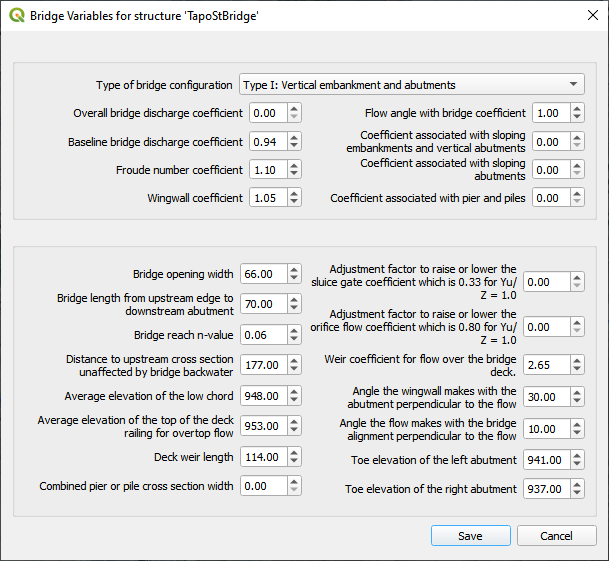 Bridge Variables for structure 'TapoStBridge'
Type of bridge configuration
Type I: Vertical embankment and abutments
Overall bridge discharge coefficient
0.00
Flow angle with bridge coefficient
1.00
Baseline bridge discharge coefficient
0.94
Coefficient associated with sloping
embankments and vertical abutments
0.00
Froude number coefficient
1.10
Coefficient associated with sloping
abutments
0.00
Wingwall coefficient
1.05
Coefficient associated with pier and piles
0.00
Bridge opening width
66.00
Bridge length from upstream edge to
downstream abutment
70.00
Bridge reach n-value
0.06
Distance to upstream cross section
unaffected by bridge backwater
177.00
Average elevation of the low chord
948.00
Average elevation of the top of the deck
railing for overtop flow
953.00
Deck weir length
114.00
Combined pier or pile cross section width
0.00
Adjustment factor to raise or lower the
sluice gate coefficient which is 0.33 for Yu/
Z = 1.0
0.00
Adjustment factor to raise or lower the
orifice flow coefficient which is 0.80 for Yu/
Z = 1.0
0.00
Weir coefficient for flow over the bridge
deck.
2.65
Angle the wingwall makes with the
abutment perpendicular to the flow
30.00
Angle the flow makes with the bridge
alignment perpendicular to the flow
10.00
Toe elevation of the left abutment
941.00
Toe elevation of the right abutment
937.00
Save
Cancel